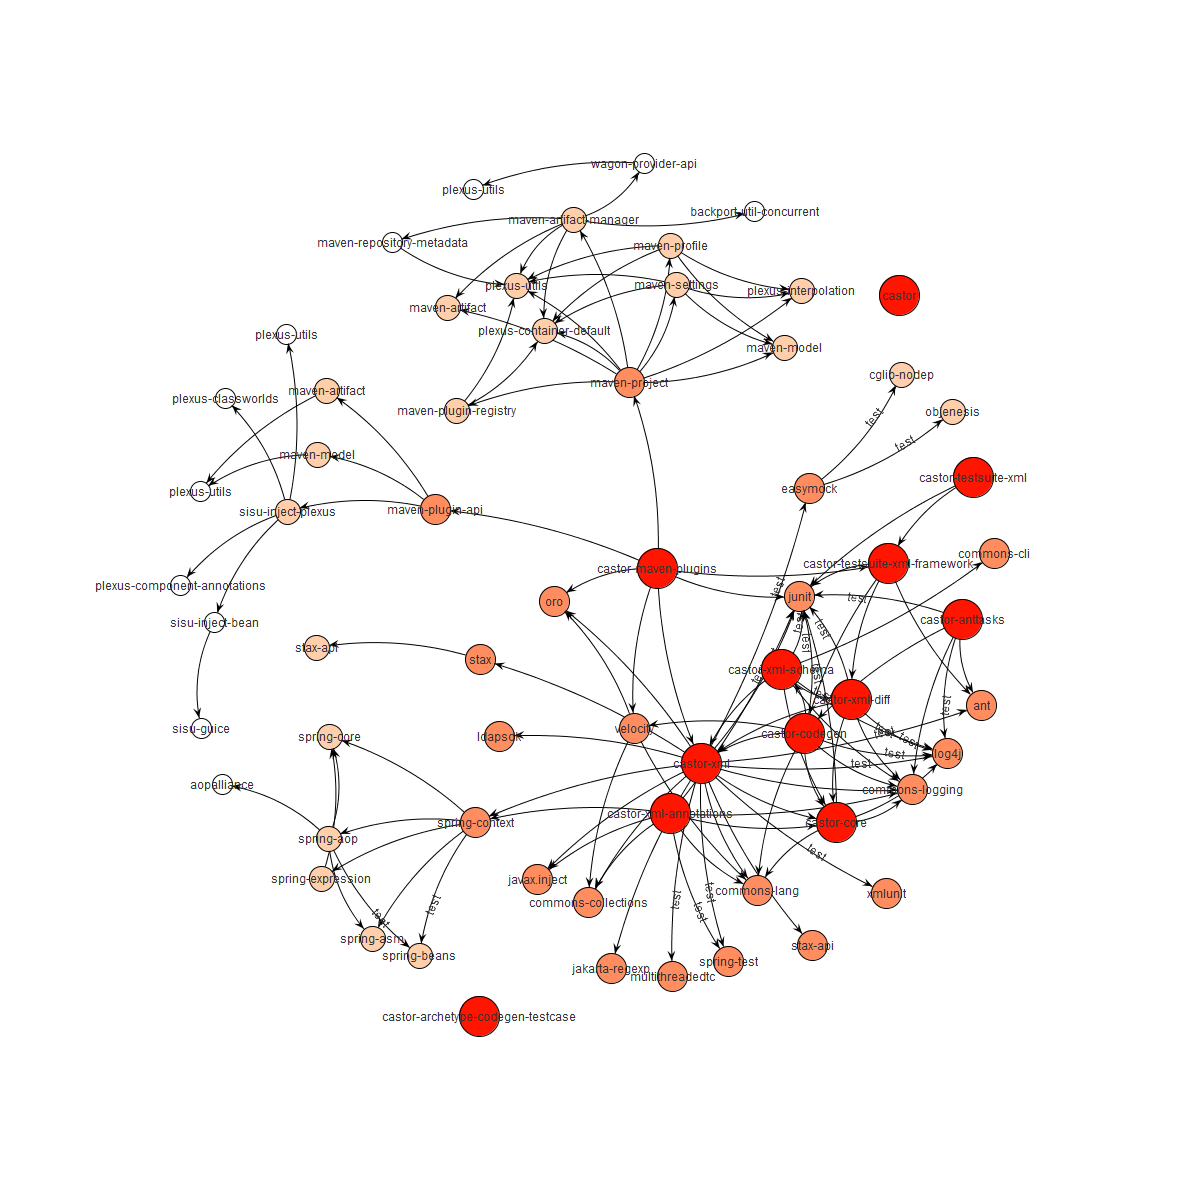 wagon-provider-api
plexus-utils
backport-util-concurrent
maven-artifact-manager
maven-repository-metadata
maven-profile
plexus-utils
maven-settings
plexus-interpolation
castor
maven-artifact
plexus-container-default
plexus-utils
maven-model
cglib-nodep
maven-project
maven-artifact
plexus-classworlds
maven-plugin-registry
objenesis
test
test
maven-model
castor-testsuite-xml
plexus-utils
easymock
sisu-inject-plexus
maven-plugin-api
commons-cli
castor-maven-plugins
castor-testsuite-xml-framework
plexus-component-annotations
test
oro
junit
test
sisu-inject-bean
castor-anttasks
test
test
test
stax-api
stax
castor-xml-schema
test
test
castor-xml-diff
test
ant
sisu-guice
velocity
castor-codegen
spring-core
ldapsdk
test
test
test
log4j
castor-xml
test
aopalliance
commons-logging
castor-xml-annotations
spring-context
castor-core
spring-aop
test
spring-expression
javax.inject
commons-lang
xmlunit
test
test
commons-collections
test
test
test
spring-asm
stax-api
spring-beans
spring-test
jakarta-regexp
multithreadedtc
castor-archetype-codegen-testcase